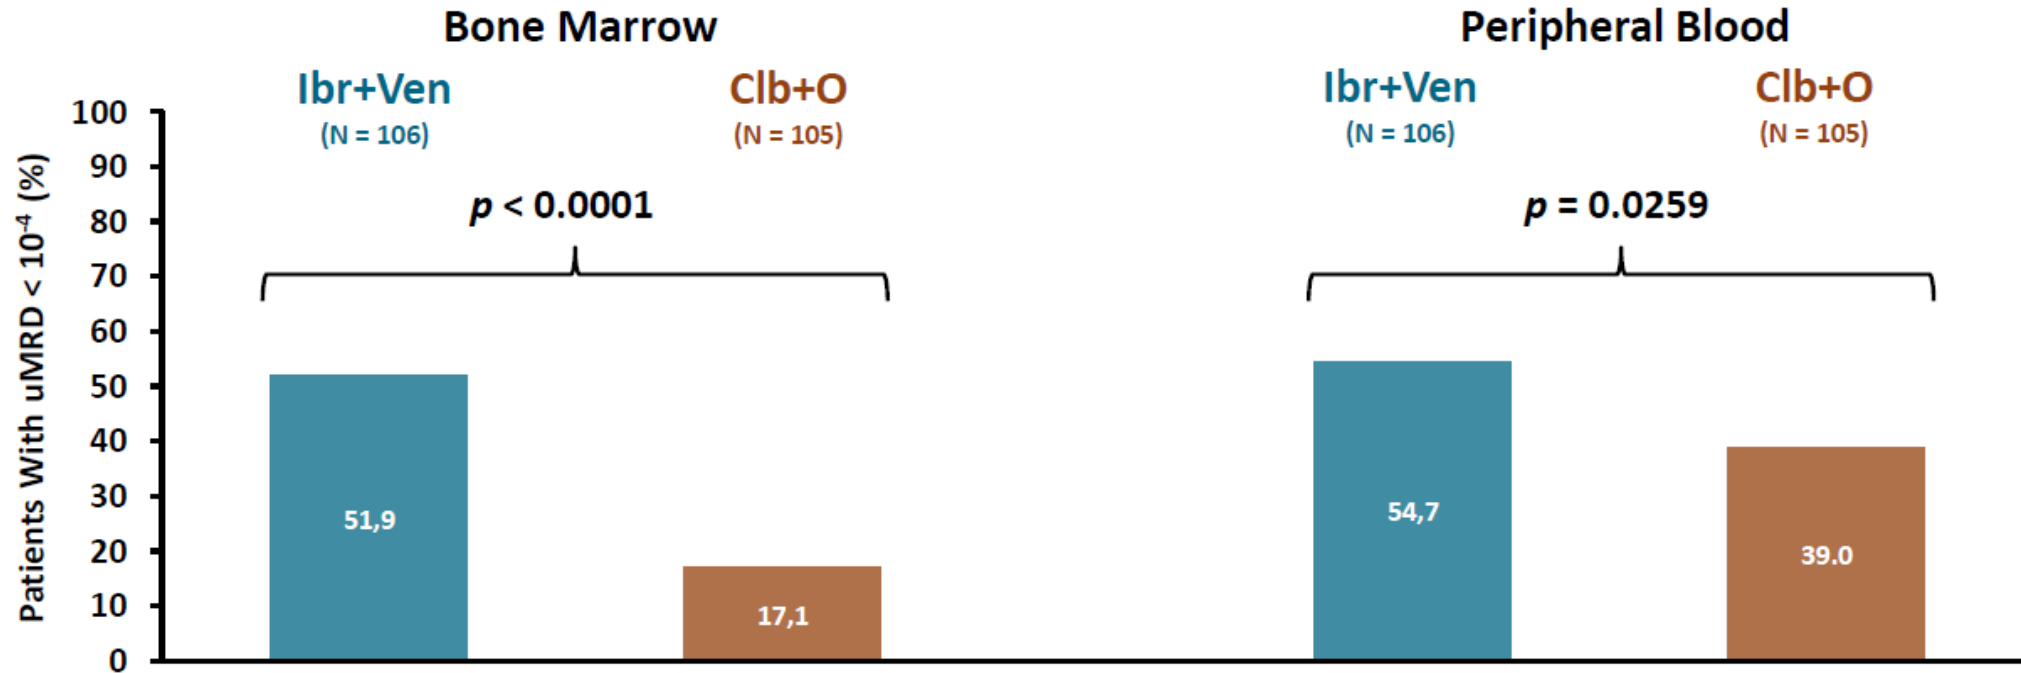 Bone Marrow
Peripheral Blood
Ibr+Ven
(N = 106)
Clb+O
(N = 105)
Ibr+Ven
(N = 106)
Clb+O
(N = 105)
p < 0.0001
p = 0.0259
Patients With uMRD < 10⁻⁴ (%)
100
90
80
70
60
50
40
30
20
10
0
51,9
17,1
54,7
39.0